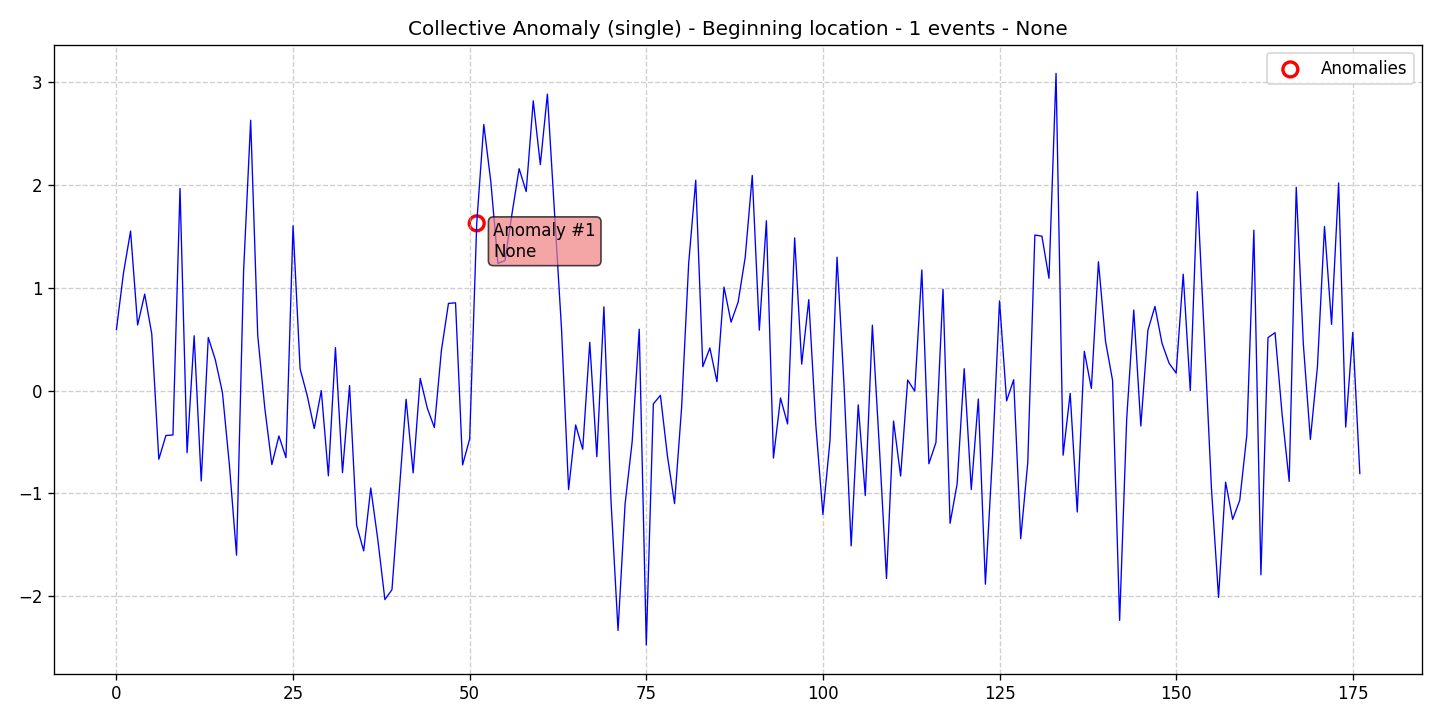 Collective Anomaly (single) - Beginning location - 1 events - None
3
2
1
0
−1
−2
Anomalies
Anomaly #1
None
0 25 50 75 100 125 150 175